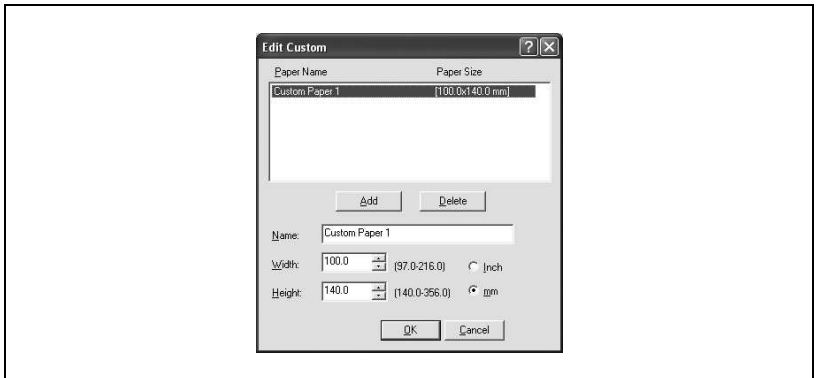 Edit Custom
Paper Name Paper Size
Custom Paper 1 [100.0x140.0 mm]
Add Delete
Name: Custom Paper 1
Width: 100.0 (97.0-216.0) Inch
Height: 140.0 (140.0-356.0) mm
OK Cancel